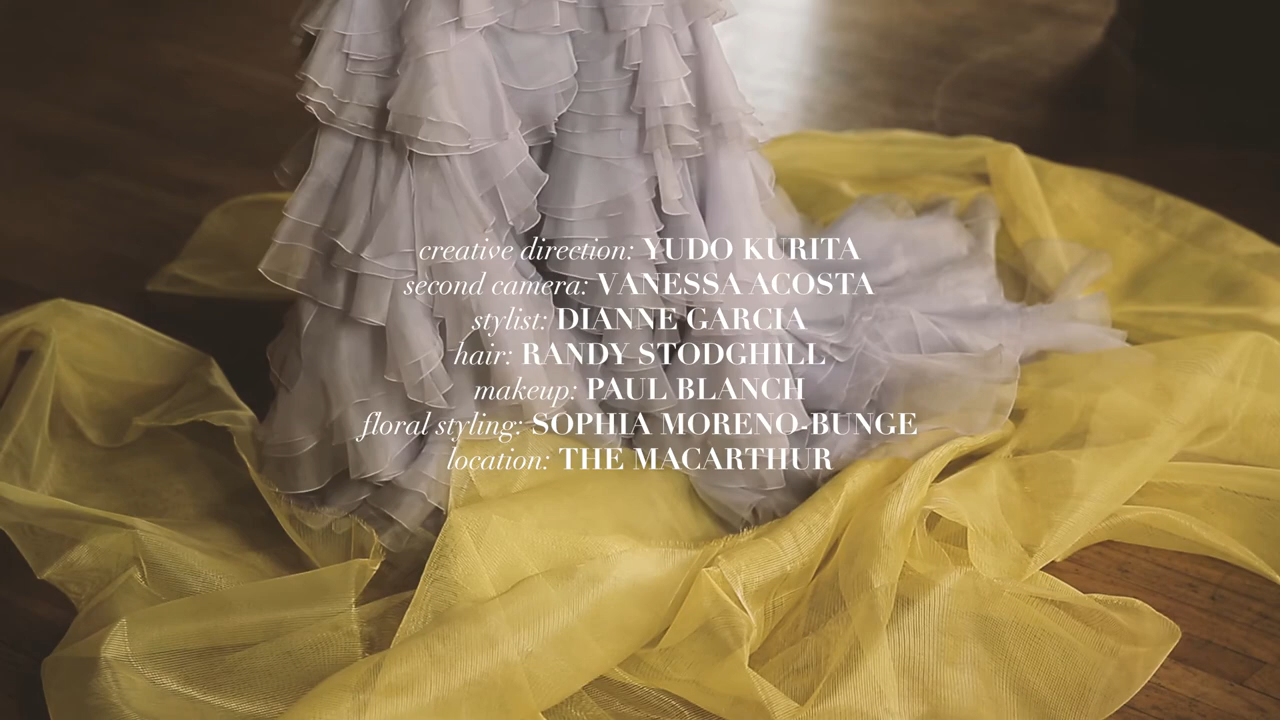 creative direction: YUDO KURITA
second camera: VANESSA ACOSTA
stylist: DIANNE GARCIA
hair: RANDY STODGHILL
makeup: PAUL BLANCH
floral styling: SOPHIA MORENO-BUNGE
location: THE MACARTHUR